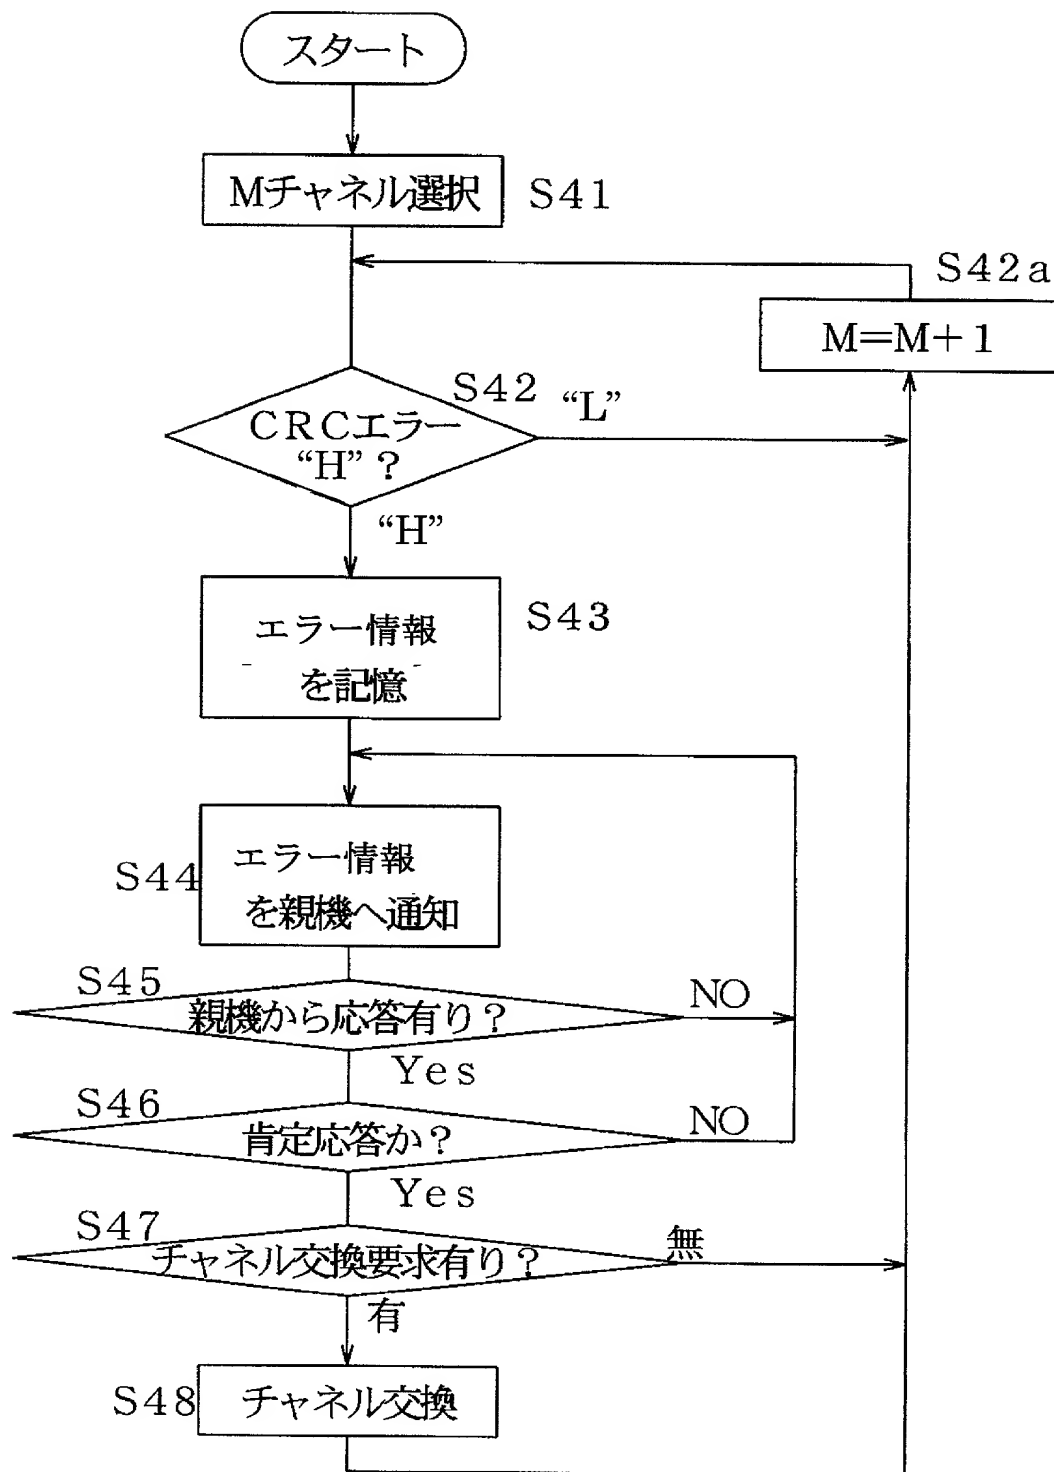 スタート
Mチャネル選択
S41
S42a
M=M+1
S42
CRCエラー
“H”?
“L”
“H”
エラー情報
を記憶
S43
エラー情報
を親機へ通知
S44
S45
親機から応答有り?
NO
Yes
S46
肯定応答か?
NO
Yes
S47
チャネル交換要求有り?
無
有
S48
チャネル交換